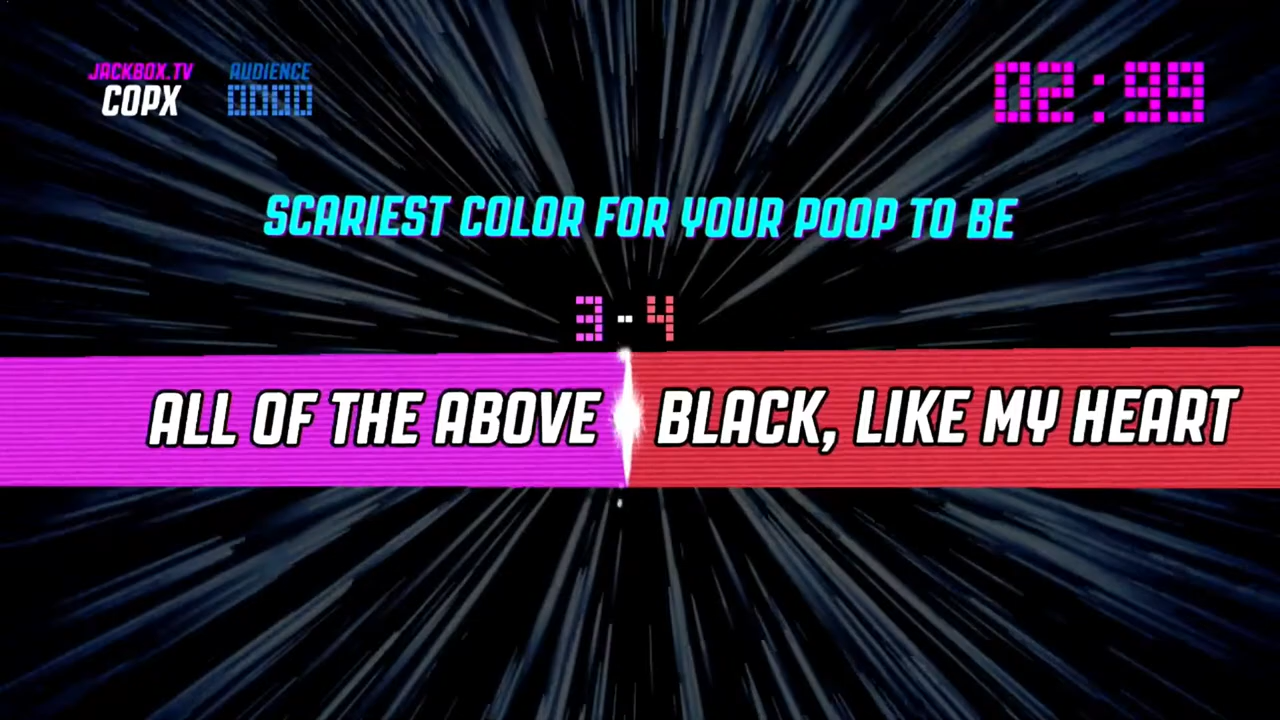 JACKBOX.TV
COPX
AUDIENCE
0000
02:99
SCARIEST COLOR FOR YOUR POOP TO BE
3-4
ALL OF THE ABOVE
BLACK, LIKE MY HEART